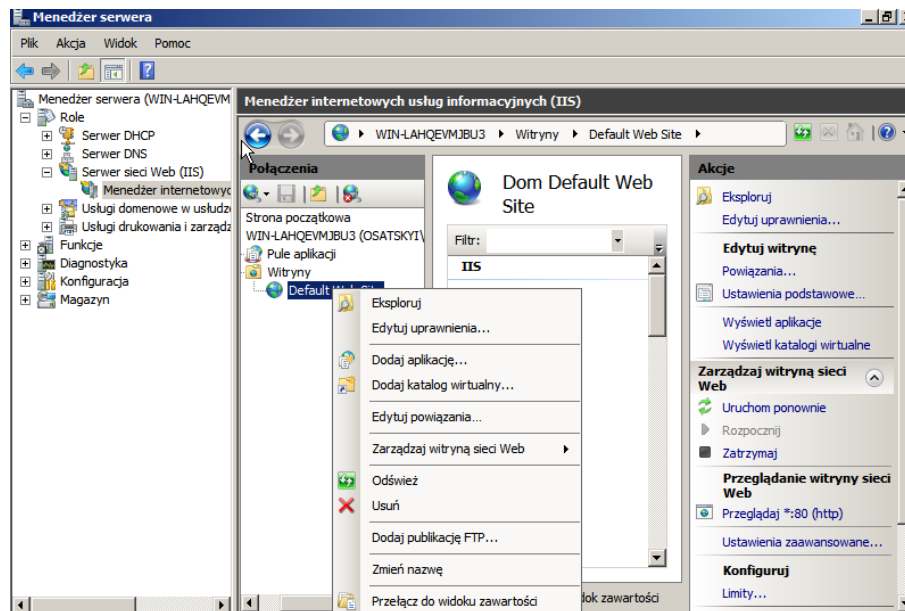 Menedżer serwera
Plik Akcja Widok Pomoc
Menedżer serwera (WIN-LAHQEVM
Role
Serwer DHCP
Serwer DNS
Serwer sieci Web (IIS)
Menedżer internetowyc
Usługi domenowe w usłudze
Usługi drukowania i zarządz
Funkcje
Diagnostyka
Konfiguracja
Magazyn
Menedżer internetowych usług informacyjnych (IIS)
WIN-LAHQEVMJBU3 Witryny Default Web Site
Połączenia
Strona początkowa
WIN-LAHQEVMJBU3 (OSATSKYI\
Pule aplikacji
Witryny
Default Web Site
Dom Default Web
Site
Filtr:
IIS
Eksploruj
Edytuj uprawnienia...
Dodaj aplikację...
Dodaj katalog wirtualny...
Edytuj powiązania...
Zarządzaj witryną sieci Web
Odśwież
Usuń
Dodaj publikację FTP...
Zmień nazwę
Przełącz do widoku zawartości
dok zawartości
Akcje
Eksploruj
Edytuj uprawnienia...
Edytuj witrynę
Powiązania...
Ustawienia podstawowe...
Wyświetl aplikacje
Wyświetl katalogi wirtualne
Zarządzaj witryną sieci
Web
Uruchom ponownie
Rozpocznij
Zatrzymaj
Przeglądanie witryny sieci
Web
Przeglądaj *:80 (http)
Ustawienia zaawansowane...
Konfiguruj
Limity...